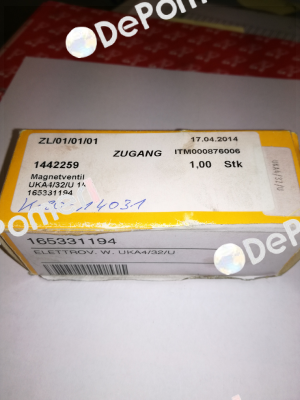 DePom
ZL/01/01/01
17.04.2014
ZUGANG
ITM000876006
1442259
1,00 Stk
Magnetventil
UKA4/32/U
165331194
165331194
ELETTROV. W. UKA4/32/U